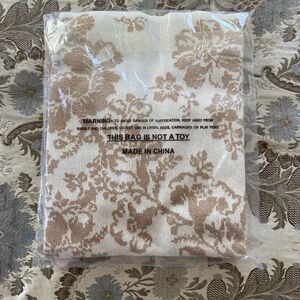 WARNING: TO AVOID DANGER OF SUFFOCATION, KEEP AWAY FROM
BABIES AND CHILDREN. DO NOT USE IN CRIBS, BEDS, CARRIAGES OR PLAY PENS.
THIS BAG IS NOT A TOY
MADE IN CHINA